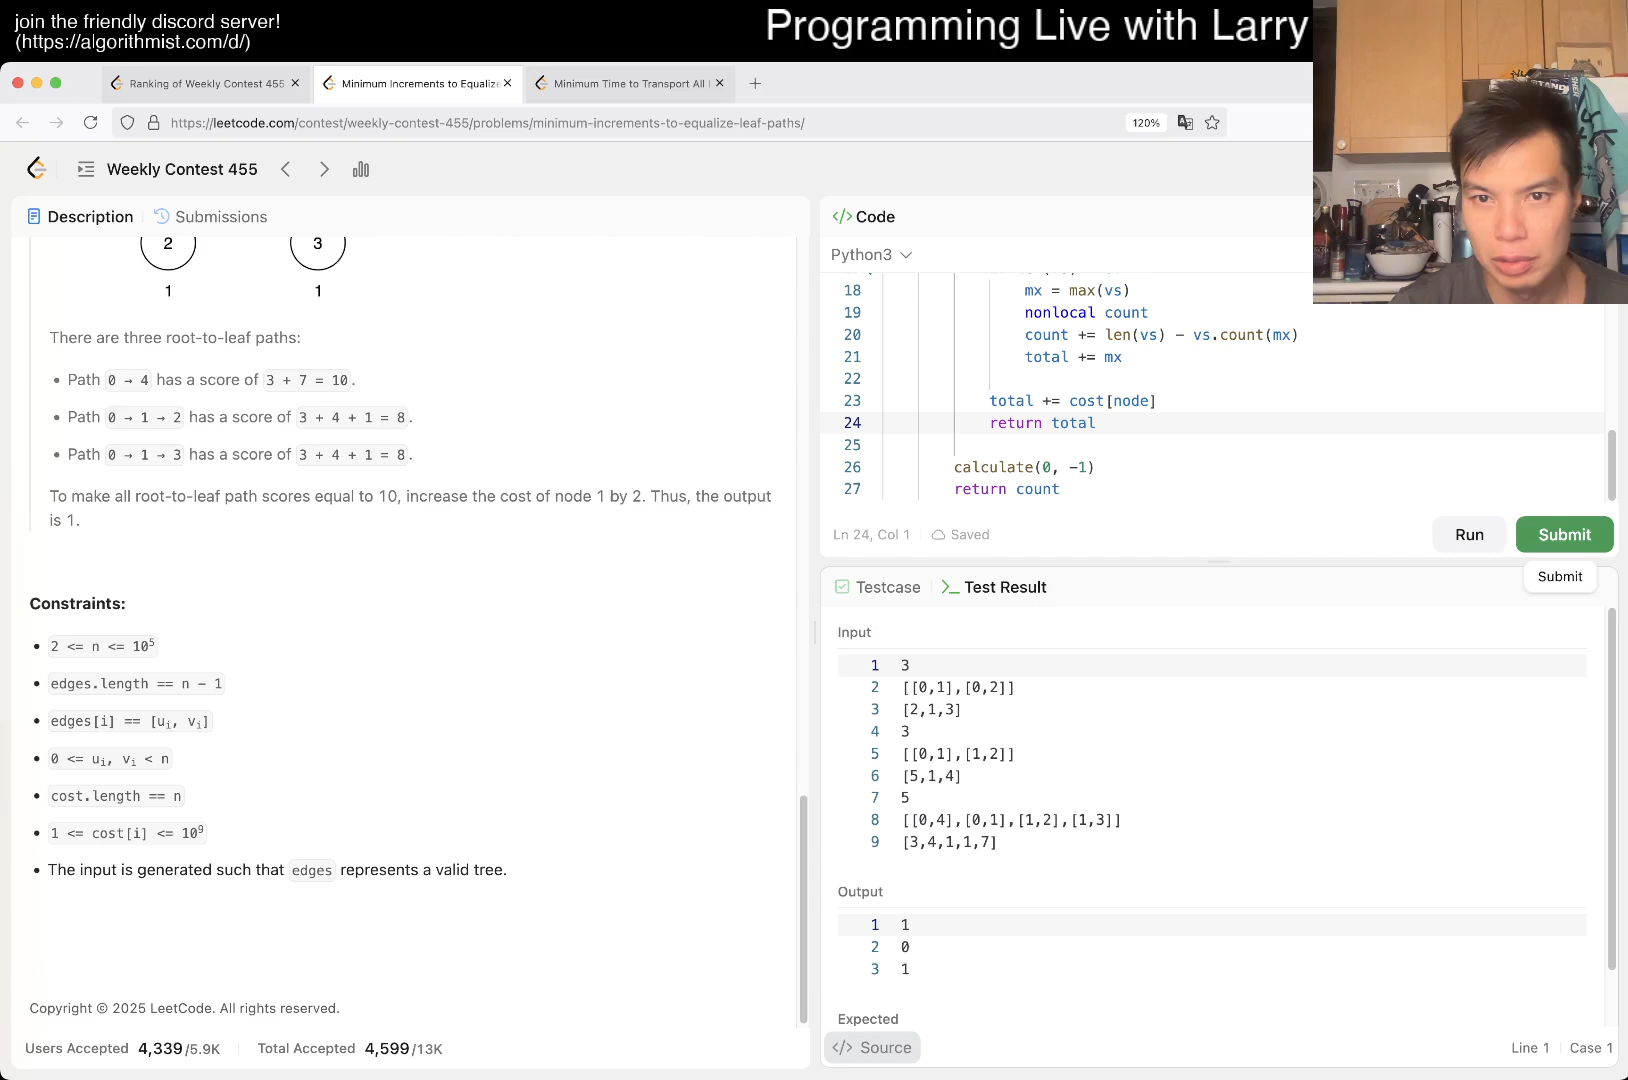 join the friendly discord server!
(https://algorithmist.com/d/)
Programming Live with Larry
Ranking of Weekly Contest 455
Minimum Increments to Equalize
Minimum Time to Transport All
https://leetcode.com/contest/weekly-contest-455/problems/minimum-increments-to-equalize-leaf-paths/
120%
Weekly Contest 455
Description
Submissions
2
3
1
1
There are three root-to-leaf paths:
• Path 0 → 4 has a score of 3 + 7 = 10.
• Path 0 → 1 → 2 has a score of 3 + 4 + 1 = 8.
• Path 0 → 1 → 3 has a score of 3 + 4 + 1 = 8.
To make all root-to-leaf path scores equal to 10, increase the cost of node 1 by 2. Thus, the output
is 1.
Constraints:
• 2 <= n <= 10⁵
• edges.length == n - 1
• edges[i] == [uᵢ, vᵢ]
• 0 <= uᵢ, vᵢ < n
• cost.length == n
• 1 <= cost[i] <= 10⁹
• The input is generated such that edges represents a valid tree.
Copyright © 2025 LeetCode. All rights reserved.
Users Accepted 4,339/5.9K
Total Accepted 4,599/13K
</> Code
Python3
18 mx = max(vs)
19 nonlocal count
20 count += len(vs) - vs.count(mx)
21 total += mx
22
23 total += cost[node]
24 return total
25
26 calculate(0, -1)
27 return count
Ln 24, Col 1
Saved
Run
Submit
Submit
Testcase
>_ Test Result
Input
1 3
2 [[0,1],[0,2]]
3 [2,1,3]
4 3
5 [[0,1],[1,2]]
6 [5,1,4]
7 5
8 [[0,4],[0,1],[1,2],[1,3]]
9 [3,4,1,1,7]
Output
1 1
2 0
3 1
Expected
</> Source
Line 1
Case 1